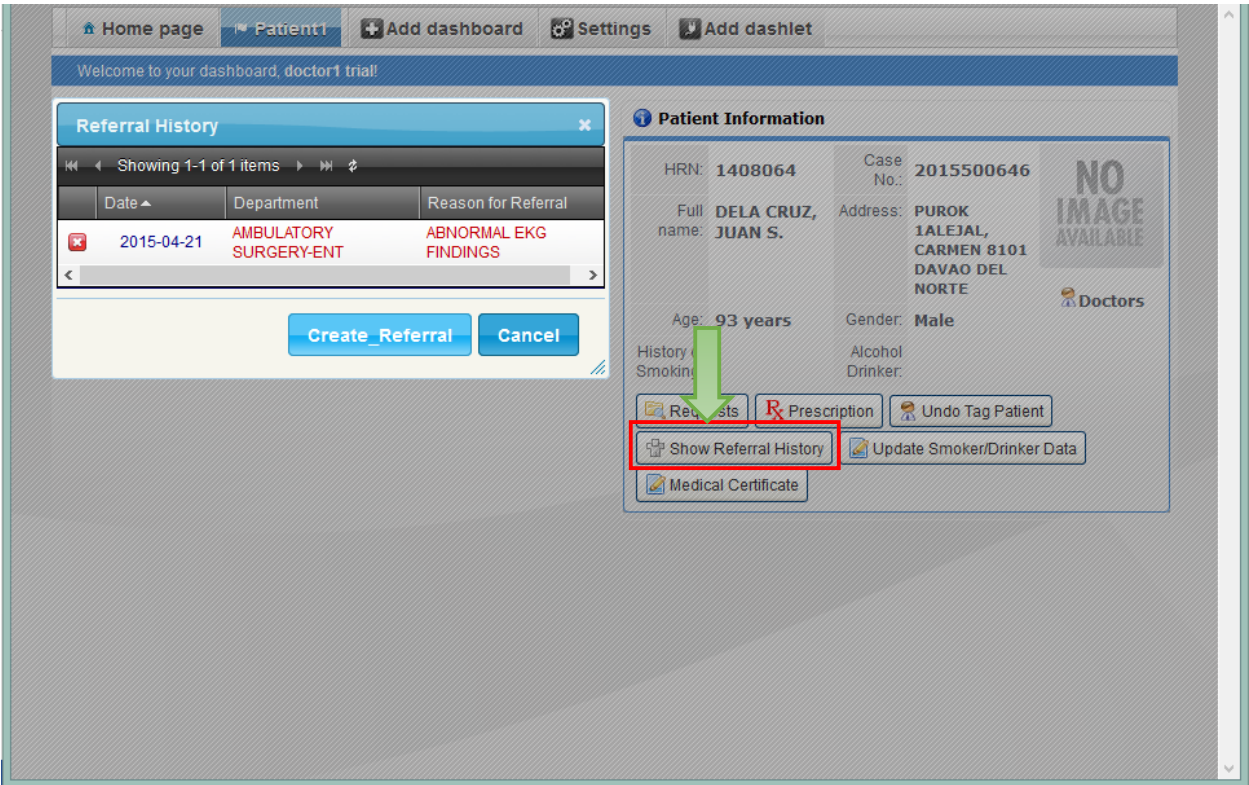 Home page Patient1 Add dashboard Settings Add dashlet
Welcome to your dashboard, doctor1 trial!
Referral History
Showing 1-1 of 1 items
Date Department Reason for Referral
2015-04-21 AMBULATORY SURGERY-ENT ABNORMAL EKG FINDINGS
Create_Referral Cancel
Patient Information
HRN: 1408064 Case No.: 2015500646
Full name: DELA CRUZ, JUAN S. Address: PUROK 1ALEJAL, CARMEN 8101 DAVAO DEL NORTE
NO
IMAGE
AVAILABLE
Doctors
Age: 93 years Gender: Male
History Smoking Alcohol Drinker:
Requests Prescription Undo Tag Patient
Show Referral History Update Smoker/Drinker Data
Medical Certificate